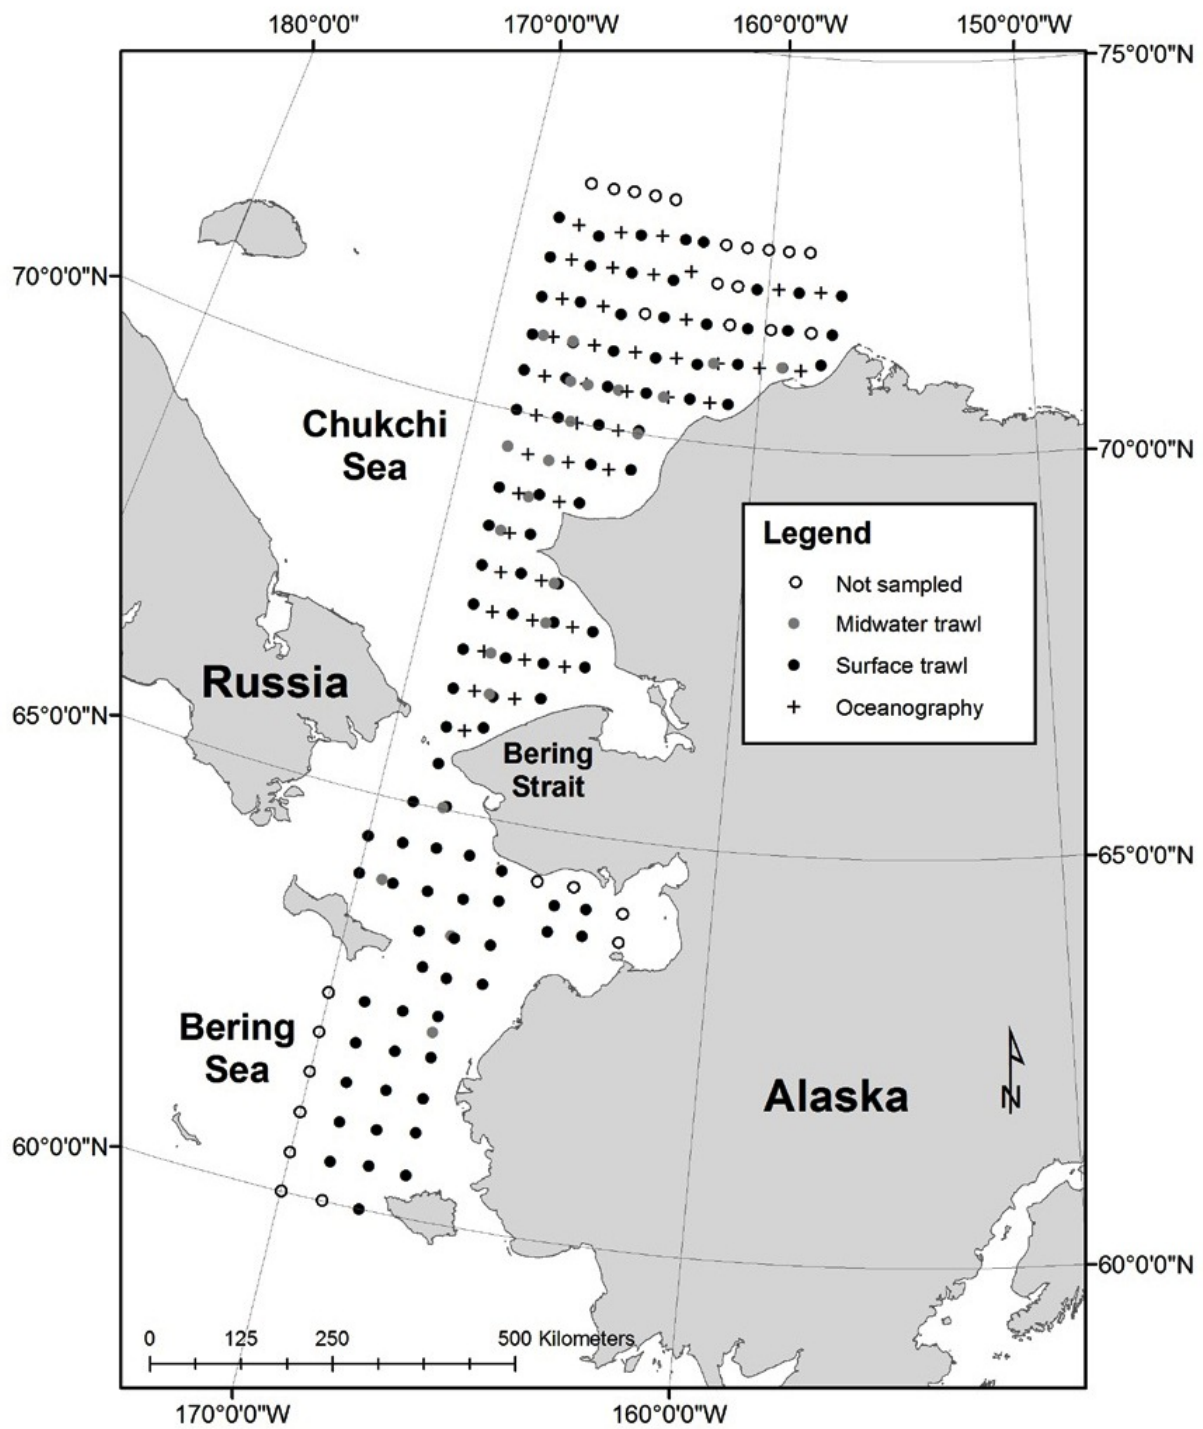 180°0'0"W 170°0'0"W 160°0'0"W 150°0'0"W
75°0'0"N
70°0'0"N
Chukchi
Sea
70°0'0"N
Legend
Not sampled
Midwater trawl
Surface trawl
Oceanography
Russia
65°0'0"N
Bering
Strait
65°0'0"N
Bering
Sea
Alaska
N
60°0'0"N
60°0'0"N
0 125 250 500 Kilometers
170°0'0"W 160°0'0"W